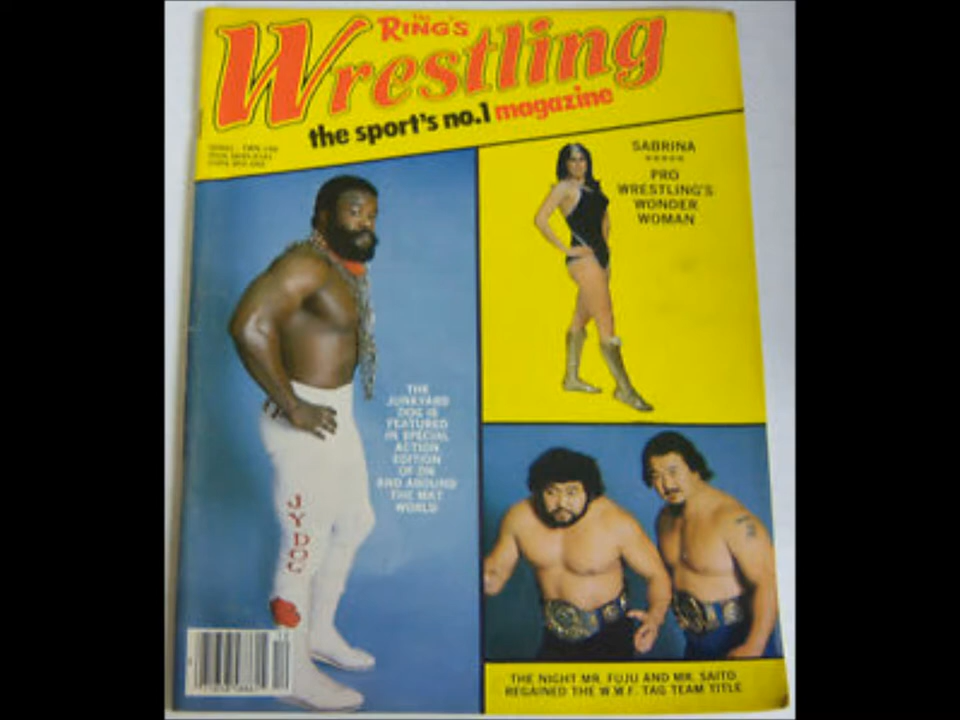 THE
RING'S
Wrestling
the sport's no.1 magazine
SABRINA
*****
PRO
WRESTLING'S
WONDER
WOMAN
THE
JUNKYARD
DOG IS
FEATURED
IN SPECIAL
ACTION
EDITION
OF ON
AND AROUND
THE MAT
WORLD
J
Y
DOG
THE NIGHT MR. FUJU AND MR. SAITO
REGAINED THE W.W.F. TAG TEAM TITLE